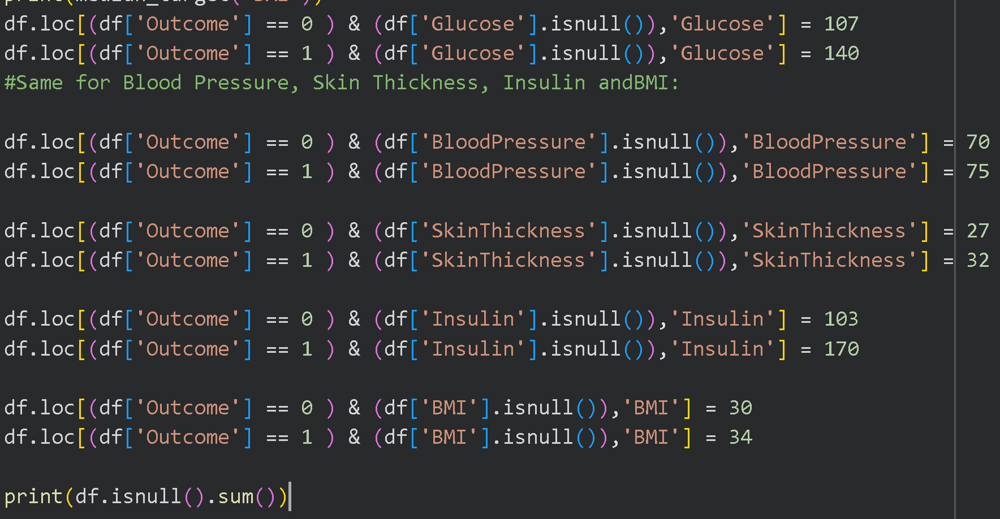 print(median_target('BMI'))
df.loc[(df['Outcome'] == 0 ) & (df['Glucose'].isnull()),'Glucose'] = 107
df.loc[(df['Outcome'] == 1 ) & (df['Glucose'].isnull()),'Glucose'] = 140
#Same for Blood Pressure, Skin Thickness, Insulin andBMI:
df.loc[(df['Outcome'] == 0 ) & (df['BloodPressure'].isnull()),'BloodPressure'] = 70
df.loc[(df['Outcome'] == 1 ) & (df['BloodPressure'].isnull()),'BloodPressure'] = 75
df.loc[(df['Outcome'] == 0 ) & (df['SkinThickness'].isnull()),'SkinThickness'] = 27
df.loc[(df['Outcome'] == 1 ) & (df['SkinThickness'].isnull()),'SkinThickness'] = 32
df.loc[(df['Outcome'] == 0 ) & (df['Insulin'].isnull()),'Insulin'] = 103
df.loc[(df['Outcome'] == 1 ) & (df['Insulin'].isnull()),'Insulin'] = 170
df.loc[(df['Outcome'] == 0 ) & (df['BMI'].isnull()),'BMI'] = 30
df.loc[(df['Outcome'] == 1 ) & (df['BMI'].isnull()),'BMI'] = 34
print(df.isnull().sum())